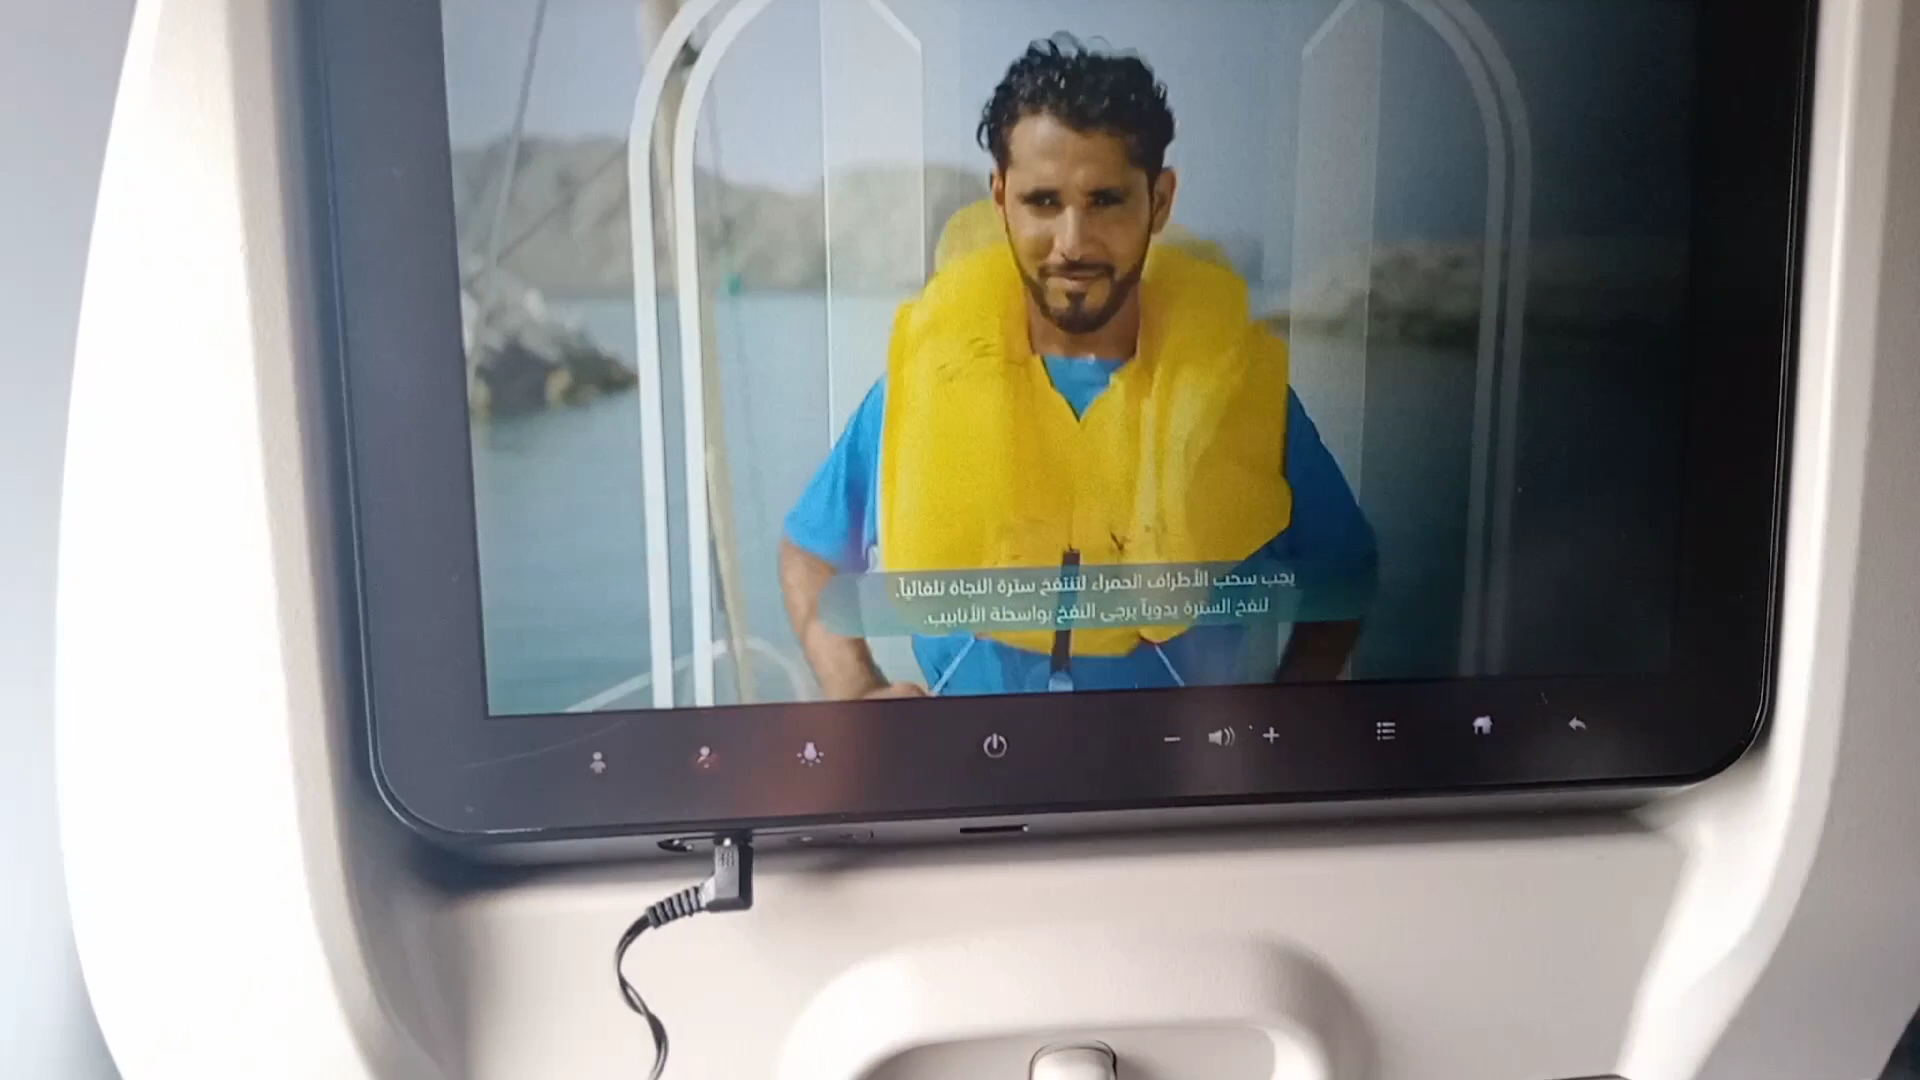 يجب سحب الأطراف الحمراء لتنتفخ سترة النجاة تلقائياً.
لنفخ السترة يدوياً يرجى النفخ بواسطة الأنابيب.